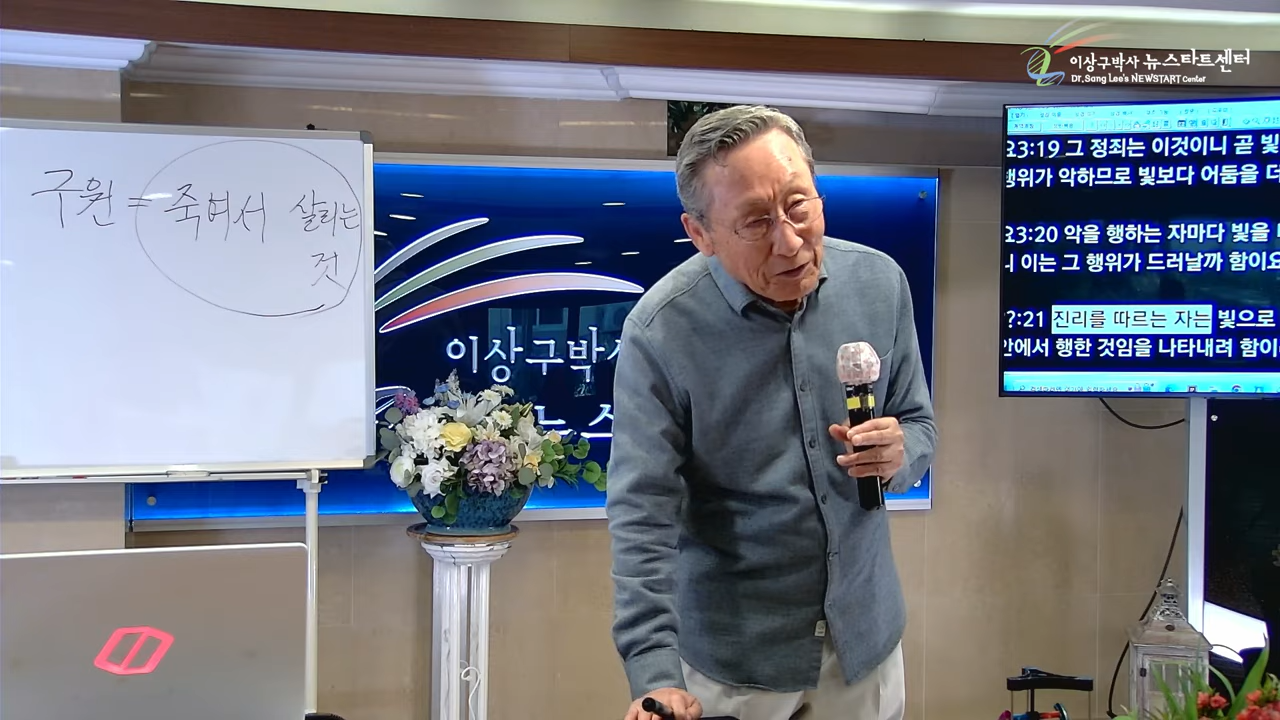 이상구박사 뉴스타트센터
Dr. Sang Lee's NEWSTART Center
구원 = 죽여서 살리는
것
이상구박사
뉴스
3:19 그 정죄는 이것이니 곧 빛
행위가 악하므로 빛보다 어둠을 더
3:20 악을 행하는 자마다 빛을
니 이는 그 행위가 드러날까 함이요
:21 진리를 따르는 자는 빛으로
안에서 행한 것임을 나타내려 함이